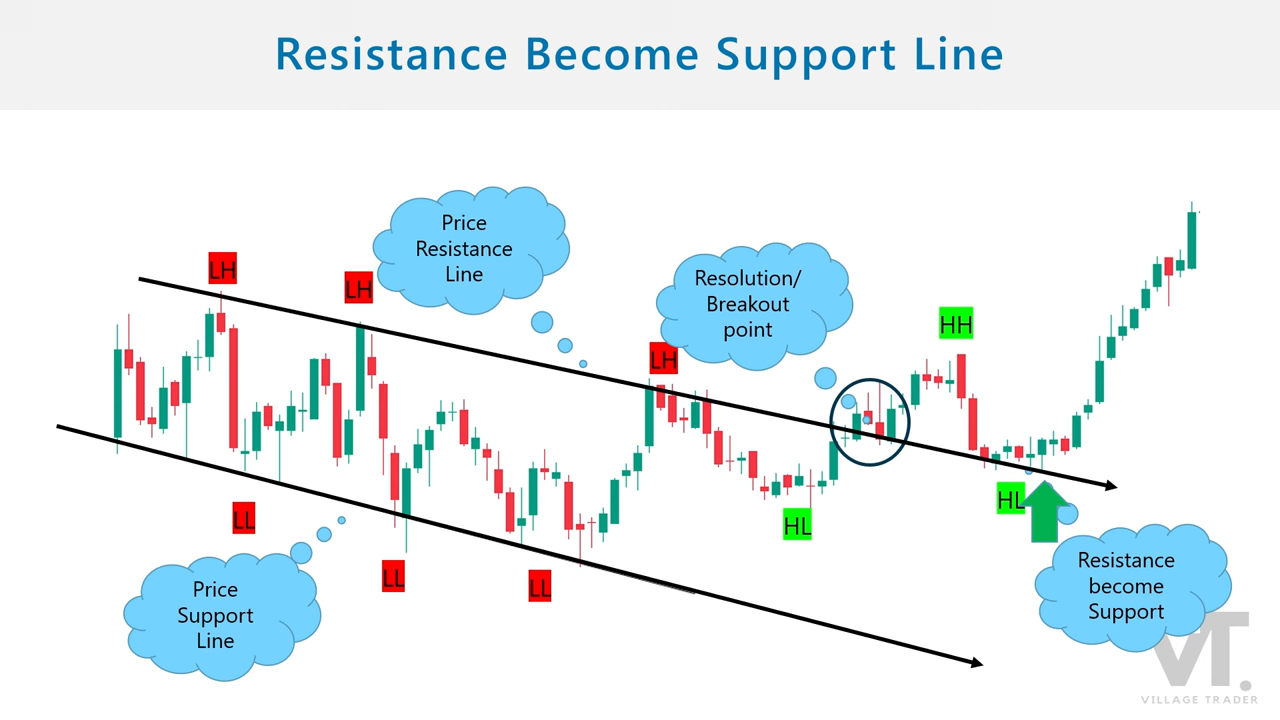 Resistance Become Support Line
Price
Resistance
Line
Resolution/
Breakout
point
LH
LH
LH
HH
LL
LL
LL
HL
HL
Price
Support
Line
Resistance
become
Support
VT.
VILLAGE TRADER